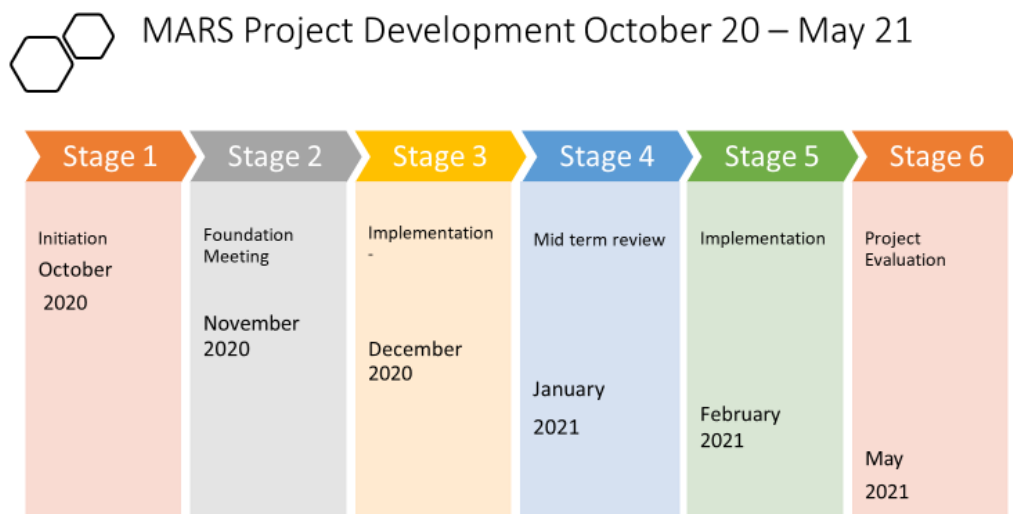 MARS Project Development October 20 – May 21
Stage 1
Stage 2
Stage 3
Stage 4
Stage 5
Stage 6
Initiation
October
2020
Foundation
Meeting
November
2020
Implementation
-
December
2020
Mid term review
January
2021
Implementation
February
2021
Project
Evaluation
May
2021